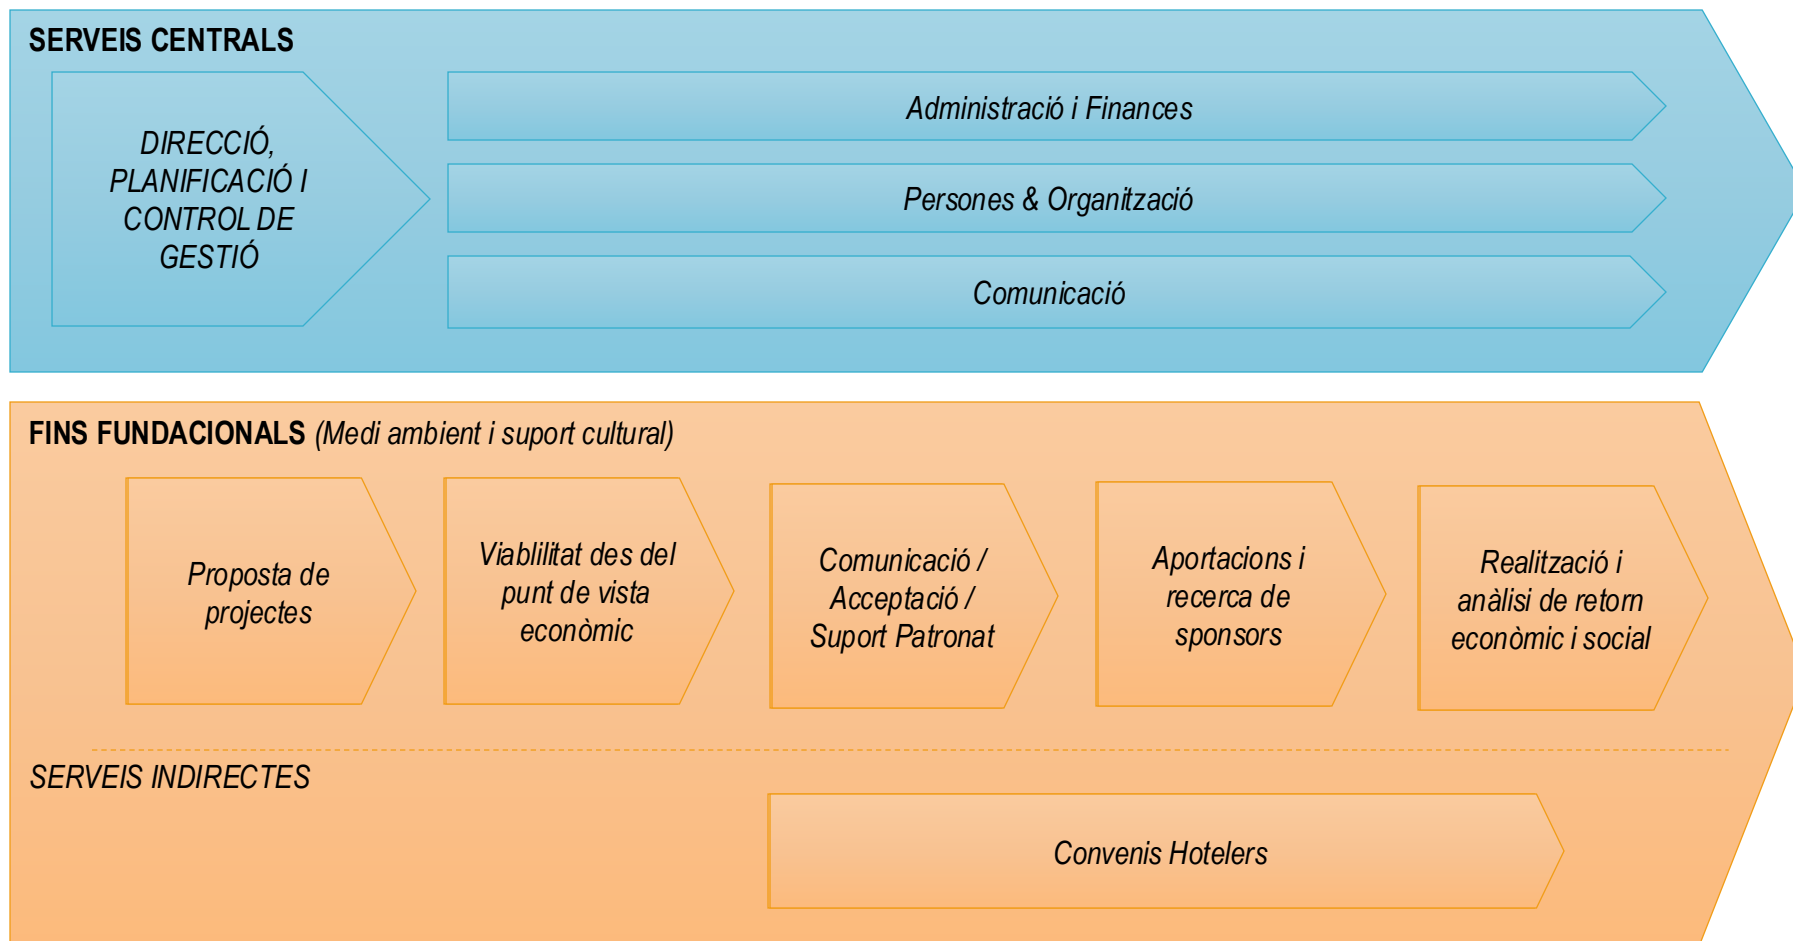 SERVEIS CENTRALS
DIRECCIÓ,
PLANIFICACIÓ I
CONTROL DE
GESTIÓ
Administració i Finances
Persones & Organització
Comunicació
FINS FUNDACIONALS (Medi ambient i suport cultural)
Proposta de
projectes
Viablilitat des del
punt de vista
econòmic
Comunicació /
Acceptació /
Suport Patronat
Aportacions i
recerca de
sponsors
Realització i
anàlisi de retorn
econòmic i social
SERVEIS INDIRECTES
Convenis Hotelers